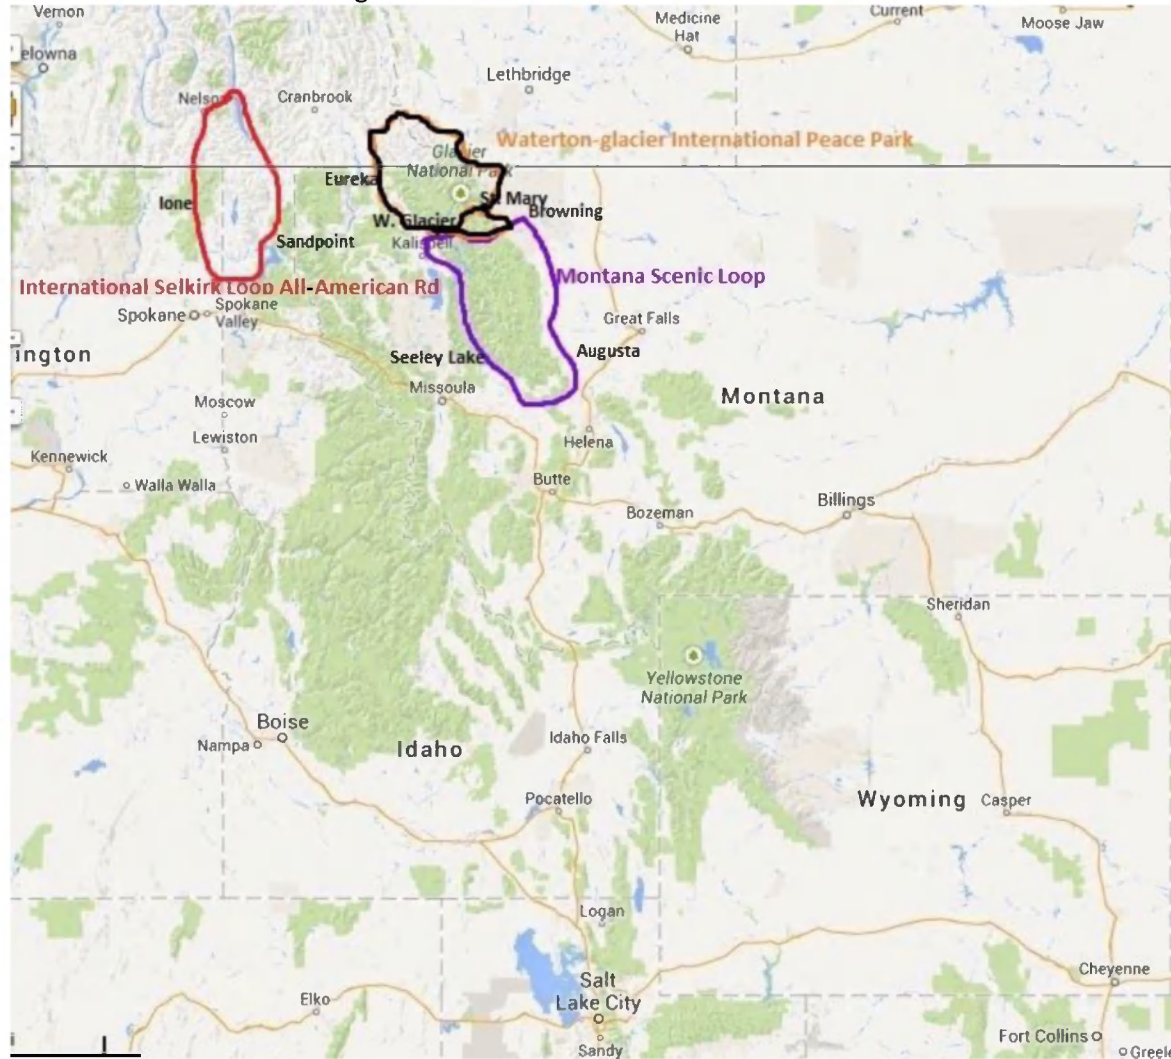 Vernon
Medicine
Hat
Current
Moose Jaw
elowna
Lethbridge
Nelson
Cranbrook
Waterton-glacier International Peace Park
Glacier
National Park
Eureka
St. Mary
Ione
Browning
W. Glacier
Sandpoint
Kalispell
Montana Scenic Loop
International Selkirk Loop All-American Rd
Spokane
Spokane
Valley
Great Falls
ington
Seeley Lake
Augusta
Missoula
Montana
Moscow
Lewiston
Helena
Kennewick
Walla Walla
Butte
Billings
Bozeman
Sheridan
Yellowstone
National Park
Boise
Nampa
Idaho
Idaho Falls
Pocatello
Wyoming
Casper
Logan
Salt
Lake City
Cheyenne
Elko
Fort Collins
Sandy
Greel